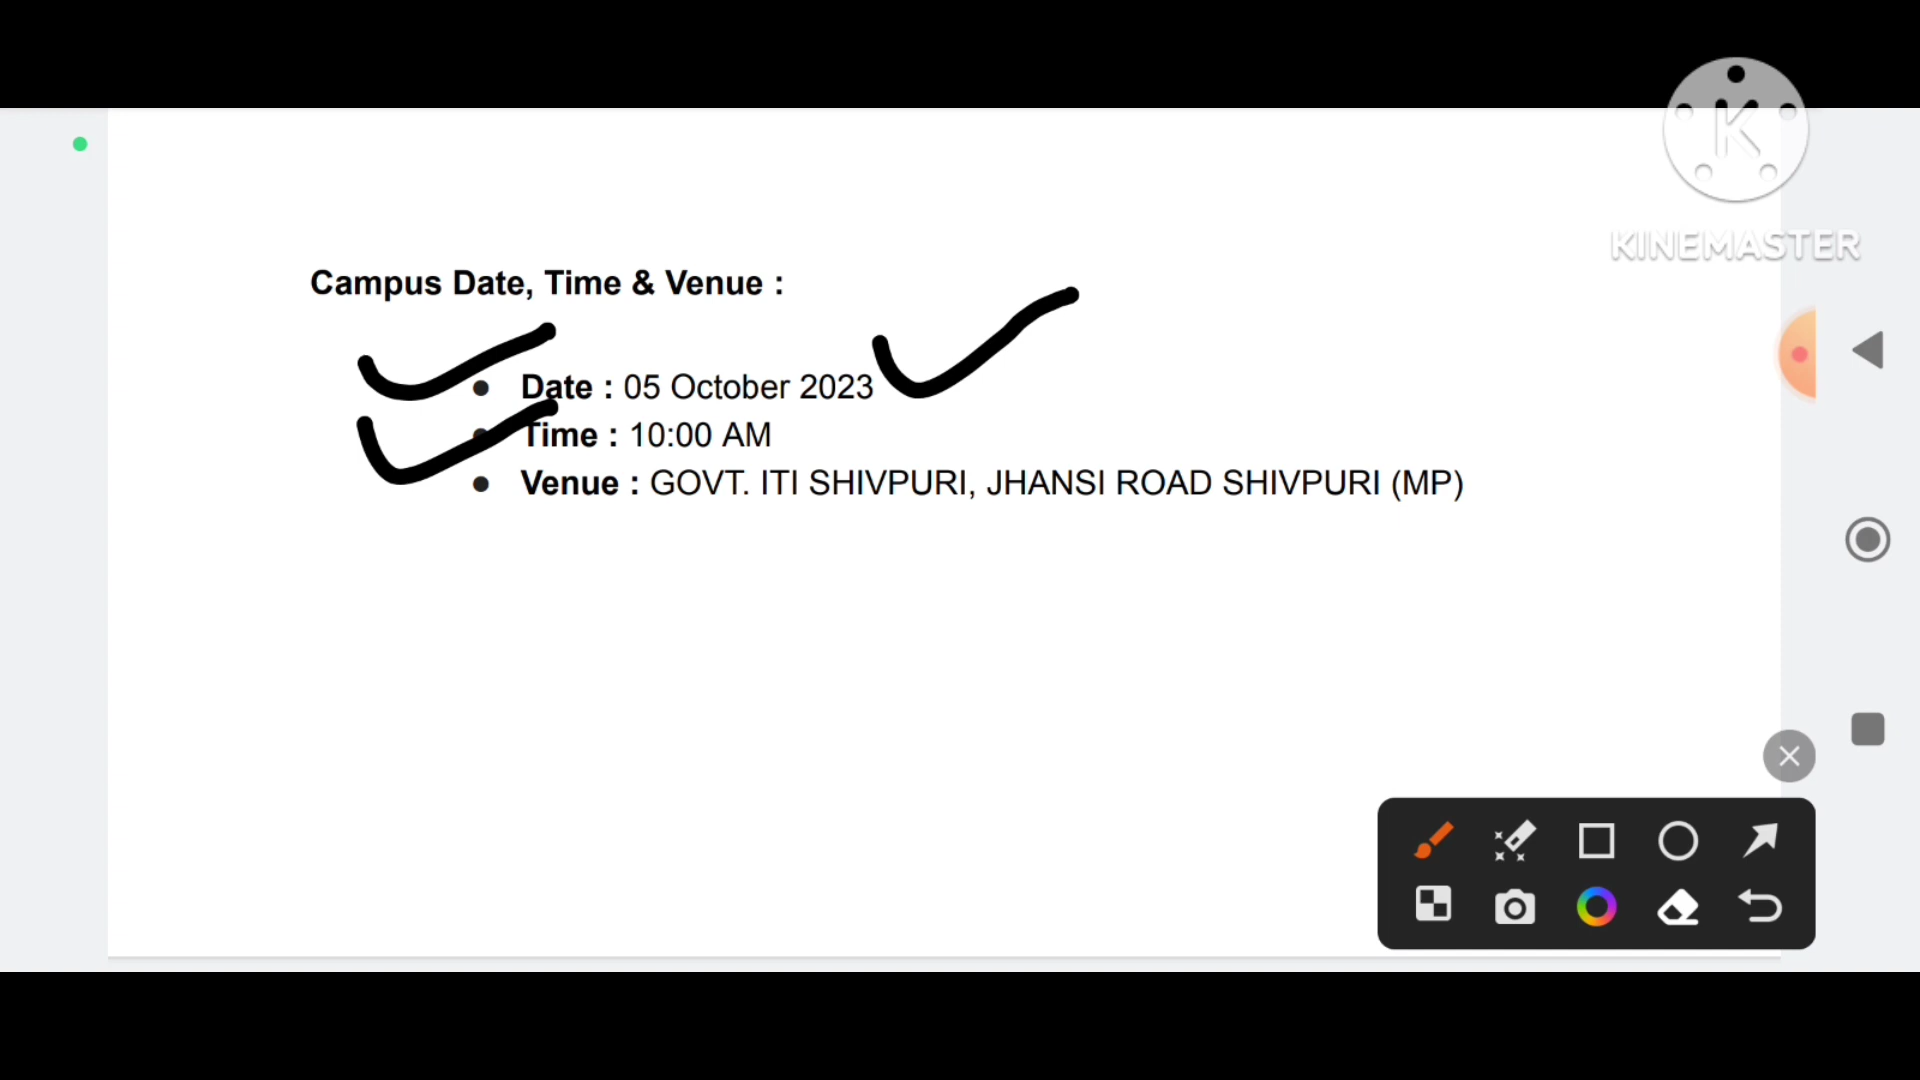 K
KINEMASTER
Campus Date, Time & Venue :
● Date : 05 October 2023
● Time : 10:00 AM
● Venue : GOVT. ITI SHIVPURI, JHANSI ROAD SHIVPURI (MP)